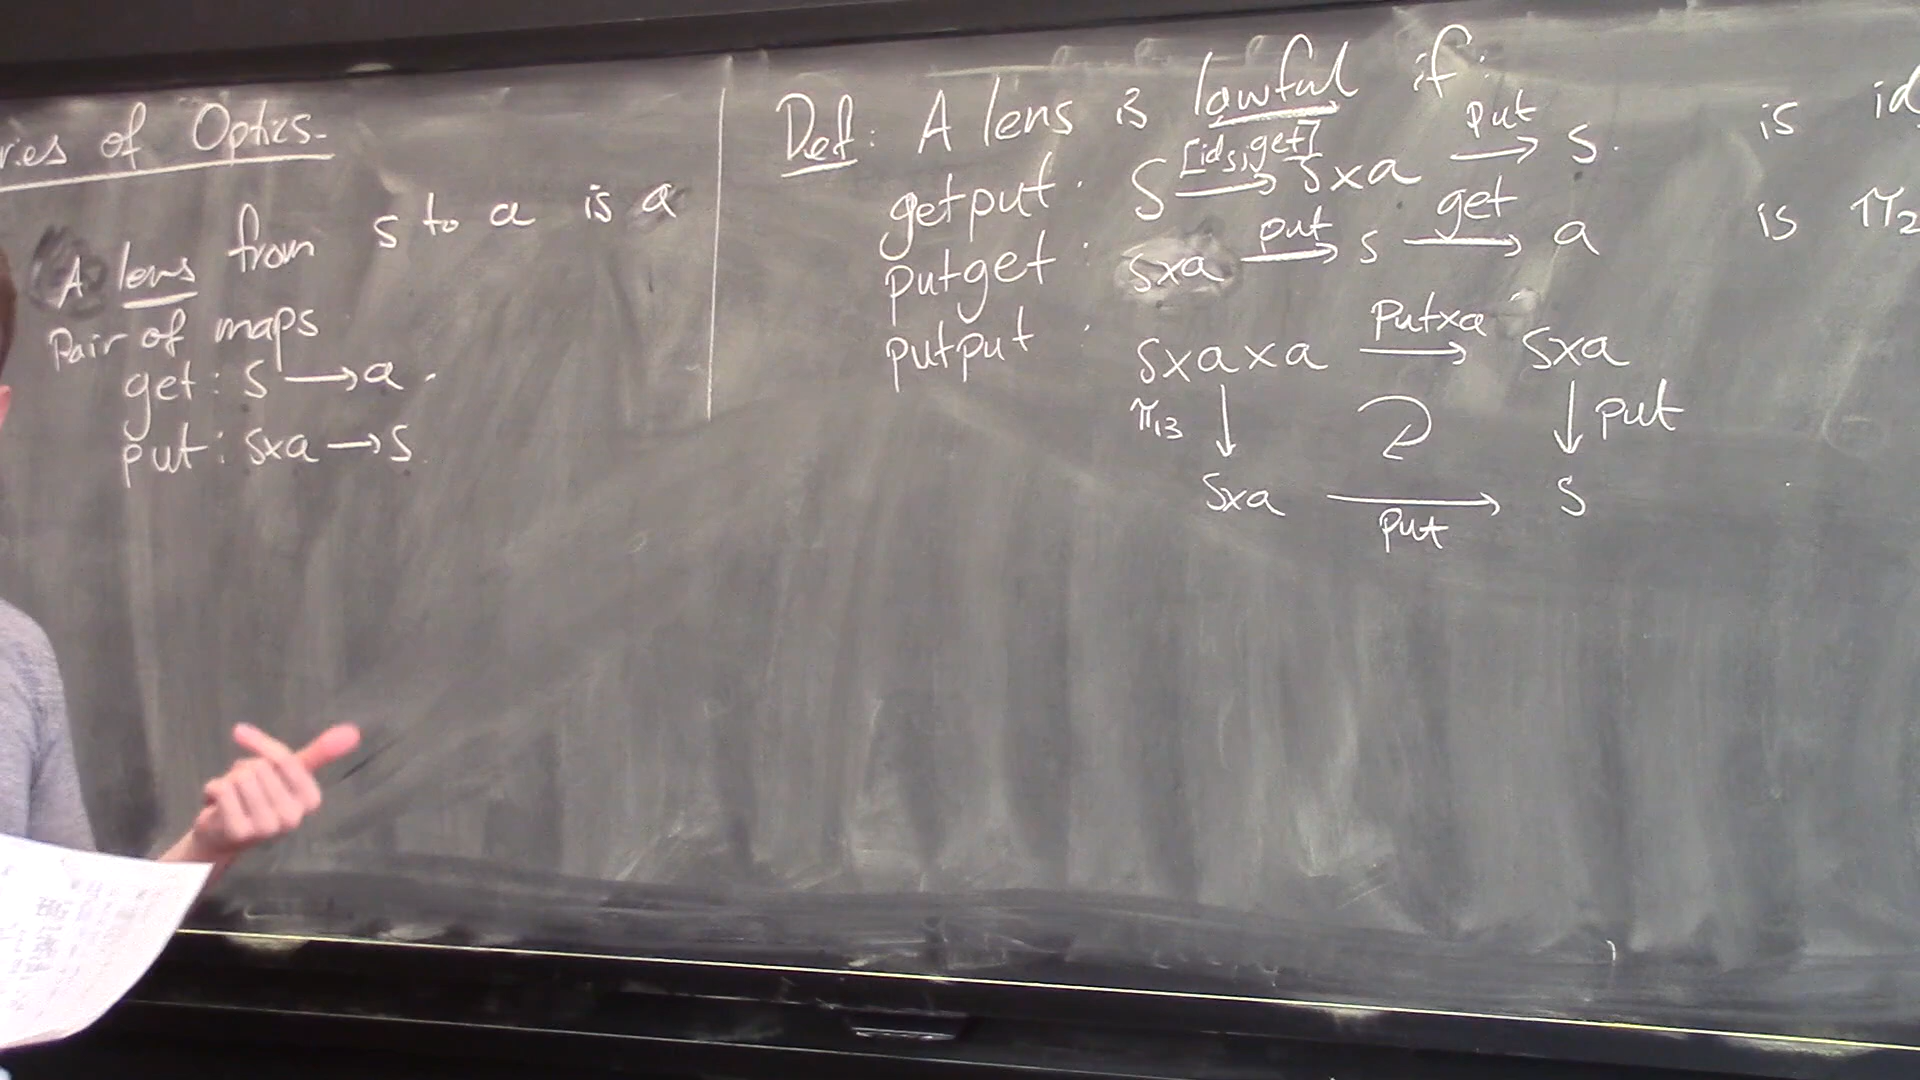 ries of Optics.
A lens from s to a is a
Pair of maps
get: S → a.
put: sxa → S.
Def: A lens is lawful if:
getput: S [id_s, get]→ sxa put→ S. is id
putget: sxa put→ s get→ a is π₂
putput: sxaxa putxa→ sxa
π₁₃ ↓ ↓ put
sxa → s
put